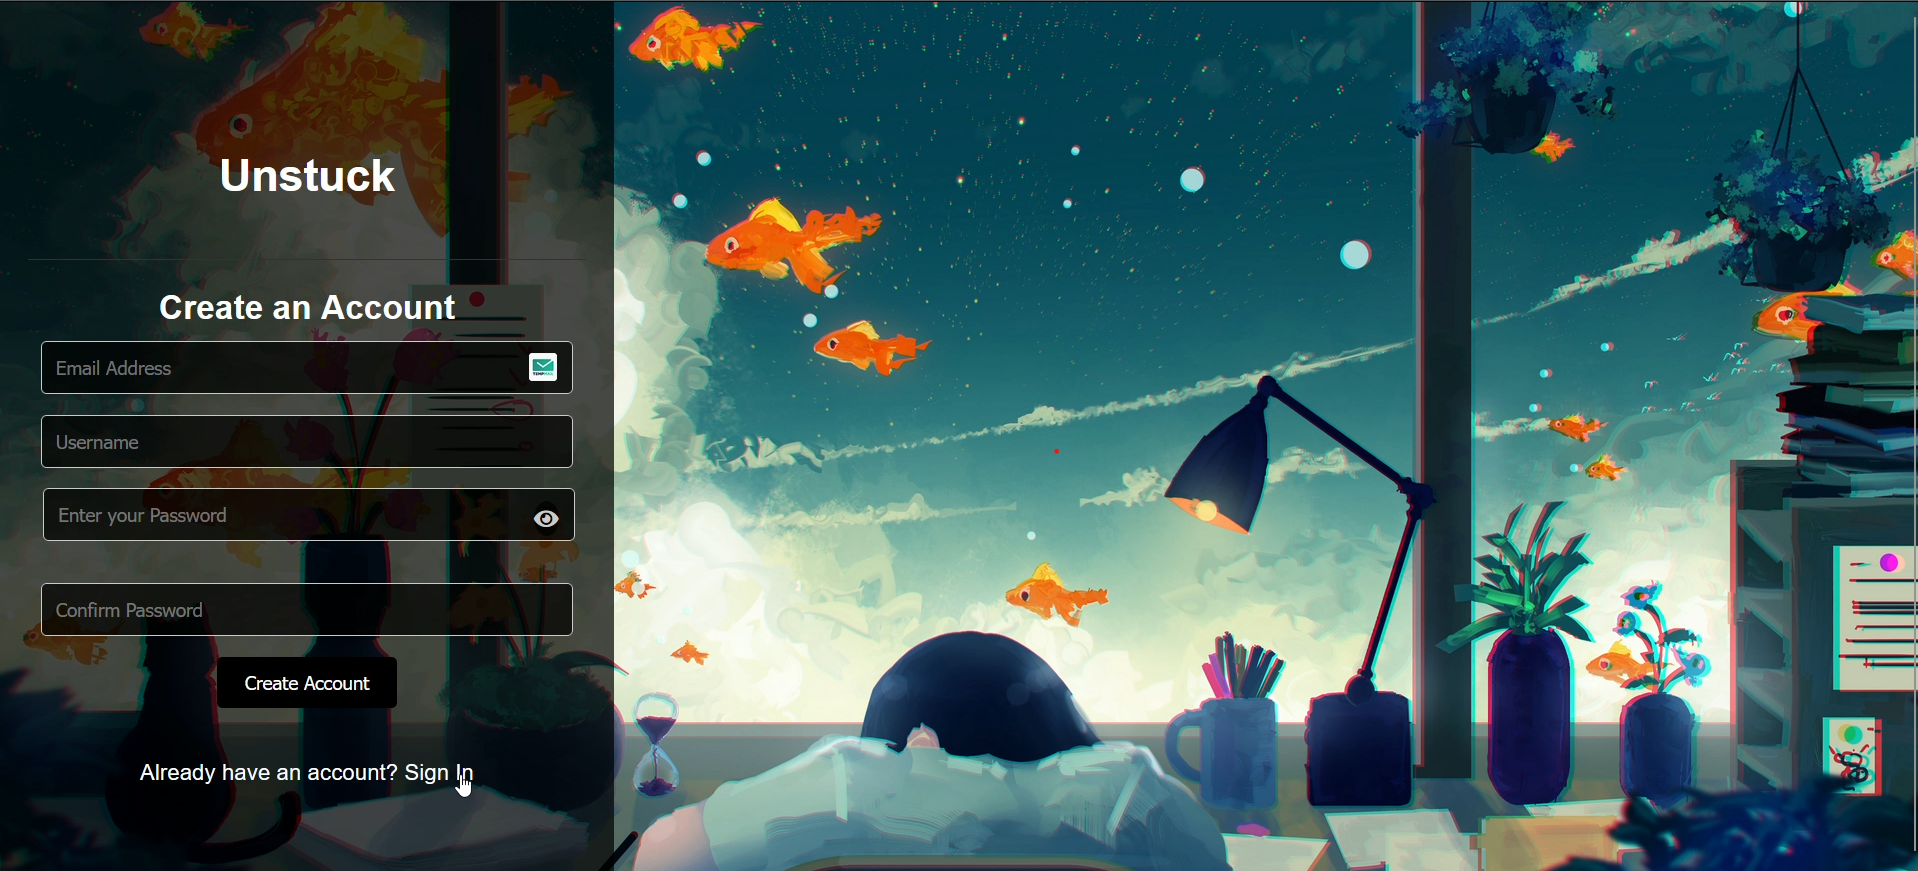 Unstuck
Create an Account
Email Address
TEMPMAIL
Username
Enter your Password
Confirm Password
Create Account
Already have an account? Sign In